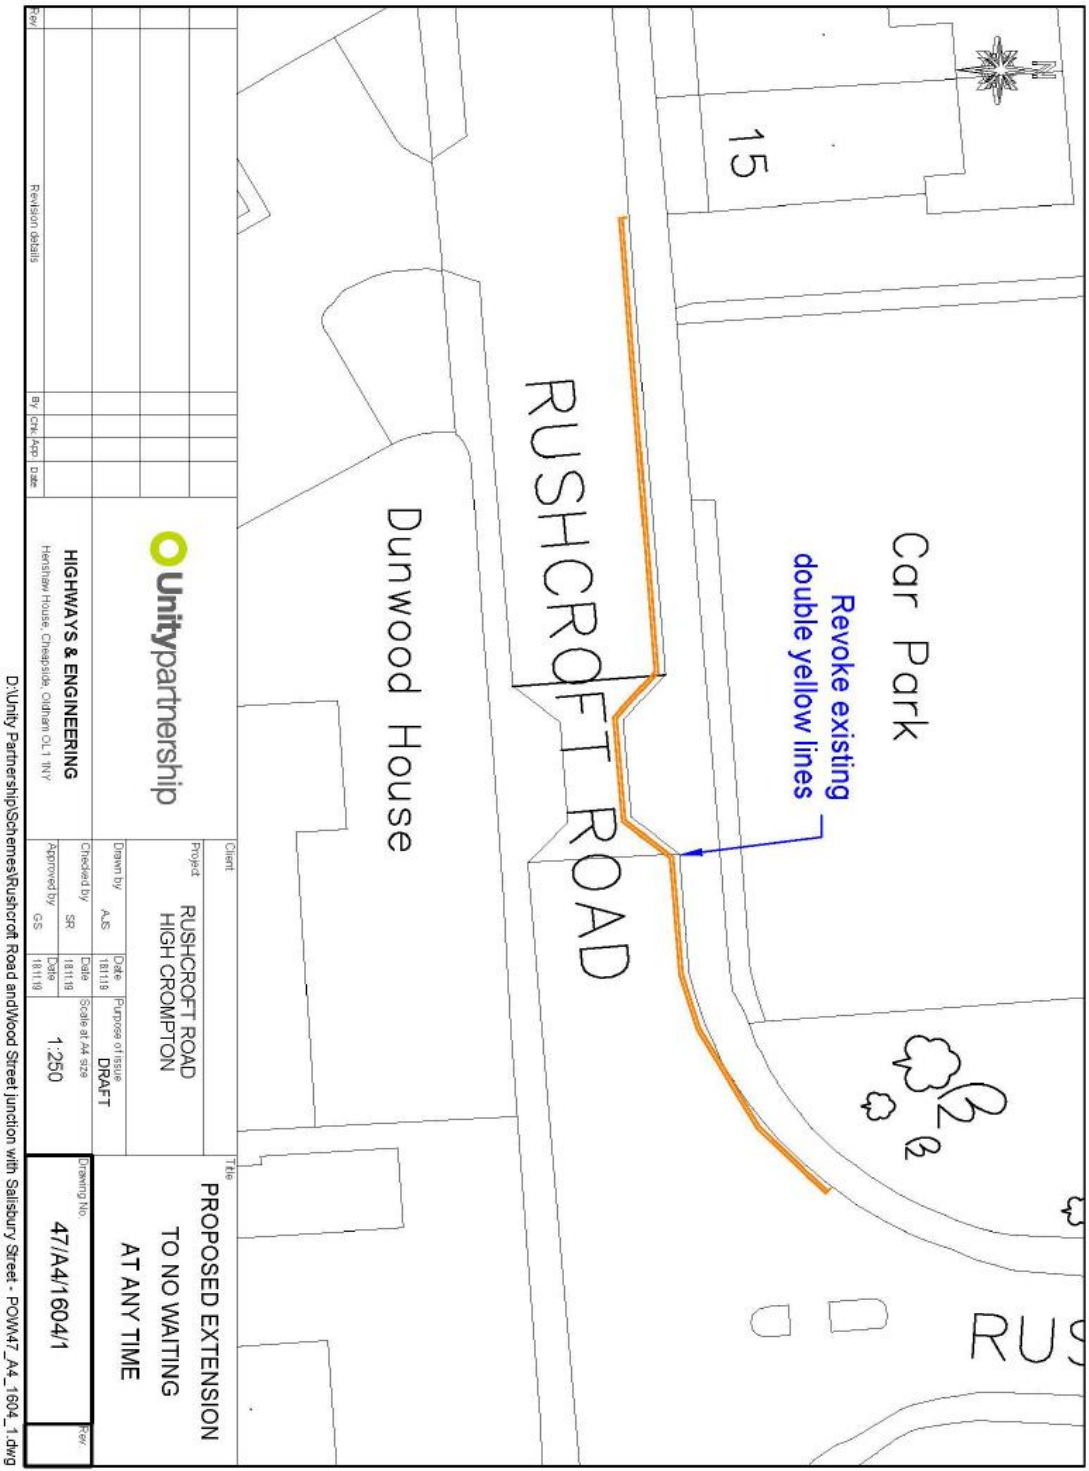 N
15
Car Park
Revoke existing
double yellow lines
RUSHCROFT ROAD
Dunwood House
RUS
Rev
Revision details
By
Chk
App
Date
Unitypartnership
HIGHWAYS & ENGINEERING
Henshaw House, Cheapside, Oldham OL1 1NY
Client
Project
RUSHCROFT ROAD
HIGH CROMPTON
Drawn by
AJS
Date
181119
Checked by
SR
Date
181119
Approved by
GS
Date
181119
Purpose of issue
DRAFT
Scale at A4 size
1:250
Title
PROPOSED EXTENSION
TO NO WAITING
AT ANY TIME
Drawing No.
47/A4/1604/1
Rev
D:\Unity Partnership\Schemes\Rushcroft Road andWood Street junction with Salisbury Street - POW\47_A4_1604_1.dwg